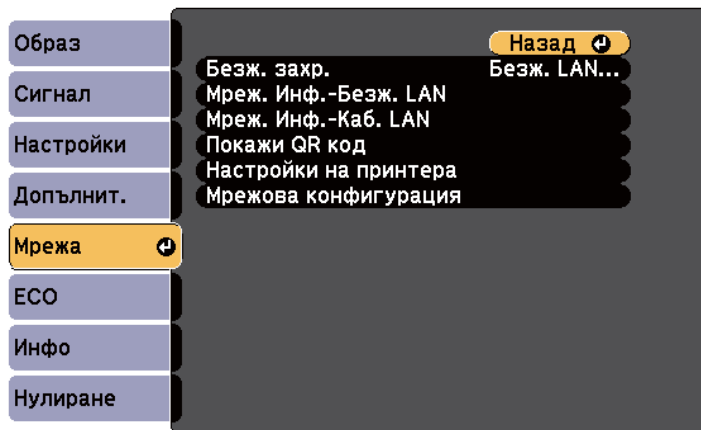 Образ
Сигнал
Настройки
Допълнит.
Мрежа
ECO
Инфо
Нулиране
Назад
Безж. захр. Безж. LAN...
Мреж. Инф.-Безж. LAN
Мреж. Инф.-Каб. LAN
Покажи QR код
Настройки на принтера
Мрежова конфигурация